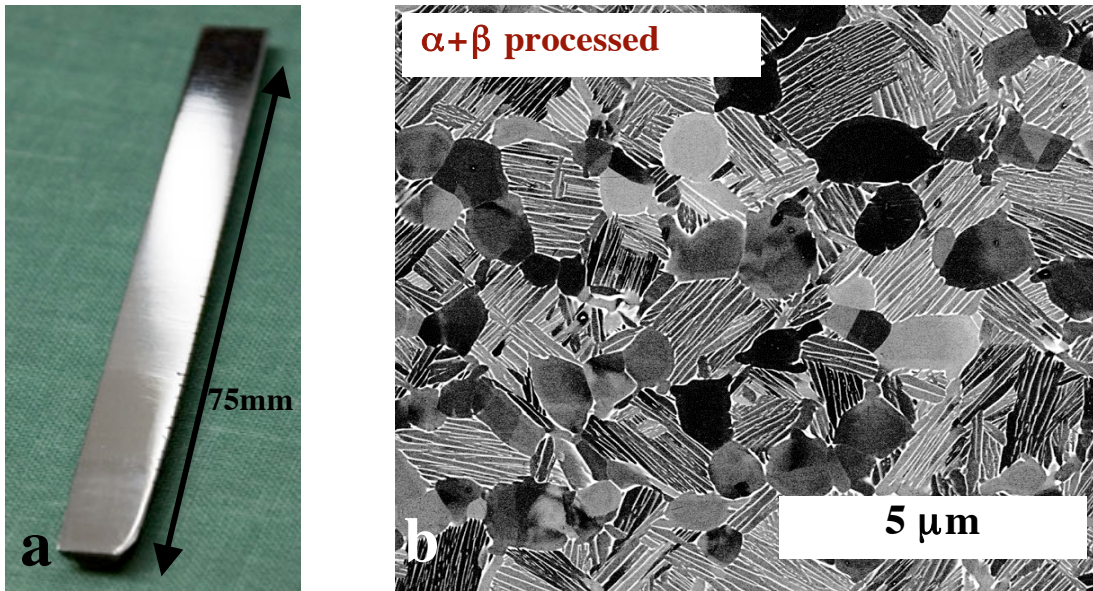 75mm
a
α+β processed
5 μm
b